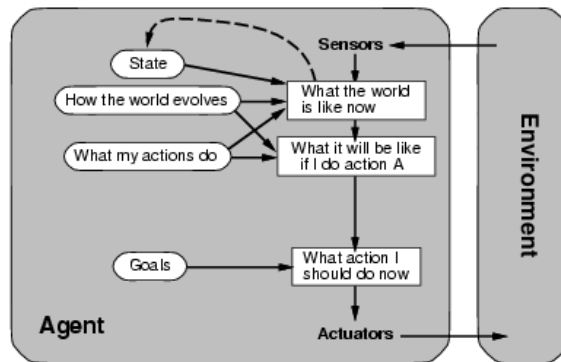 Sensors
State
What the world
is like now
How the world evolves
What it will be like
if I do action A
What my actions do
Environment
Goals
What action I
should do now
Agent
Actuators